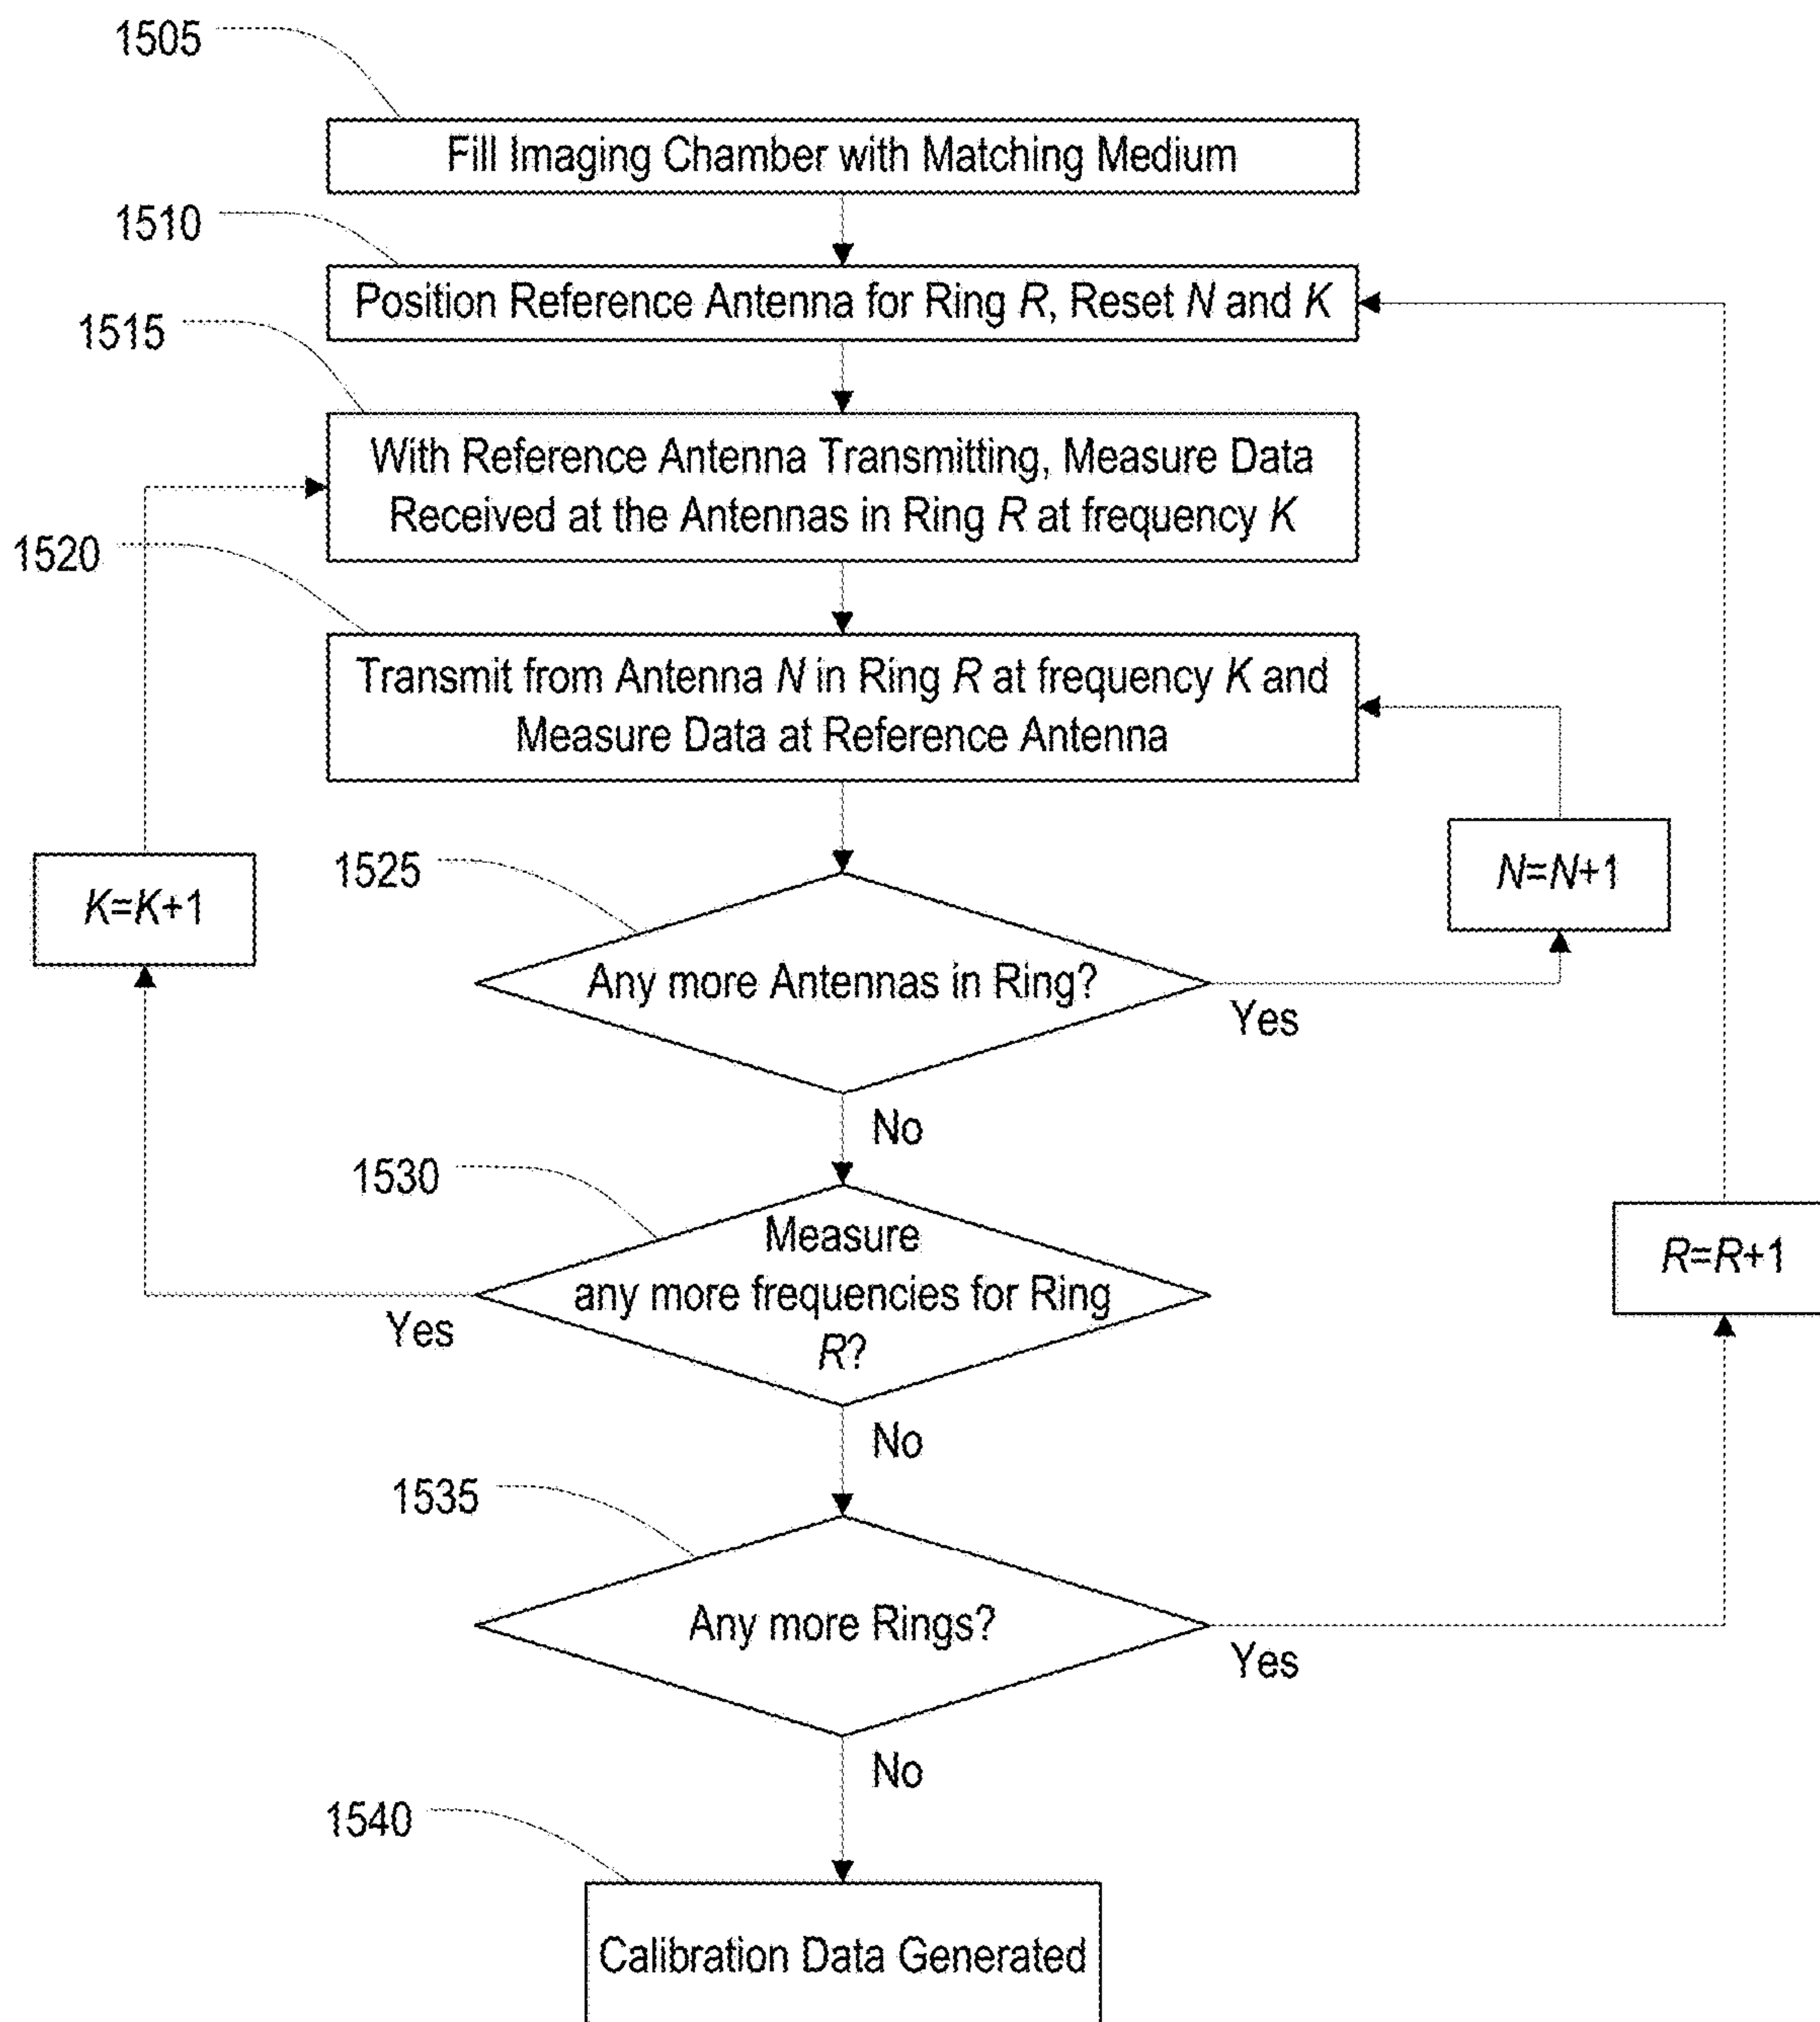 1505
Fill Imaging Chamber with Matching Medium
1510
Position Reference Antenna for Ring R, Reset N and K
1515
With Reference Antenna Transmitting, Measure Data
Received at the Antennas in Ring R at frequency K
1520
Transmit from Antenna N in Ring R at frequency K and
Measure Data at Reference Antenna
N=N+1
K=K+1
1525
Any more Antennas in Ring?
Yes
No
1530
Measure
any more frequencies for Ring
R?
Yes
R=R+1
No
1535
Any more Rings?
Yes
No
1540
Calibration Data Generated